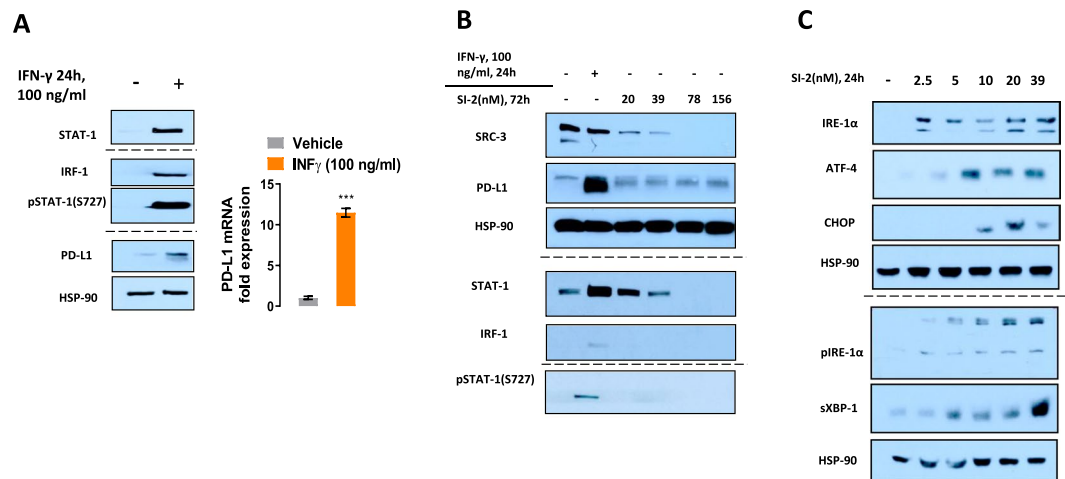 A
IFN-γ 24h,
100 ng/ml
- +
STAT-1
IRF-1
pSTAT-1(S727)
PD-L1
HSP-90
Vehicle
INFγ (100 ng/ml)
PD-L1 mRNA
fold expression
15
10
5
0
***
B
IFN-γ, 100
ng/ml, 24h
- + - - - -
SI-2(nM), 72h
- - 20 39 78 156
SRC-3
PD-L1
HSP-90
STAT-1
IRF-1
pSTAT-1(S727)
C
SI-2(nM), 24h
- 2.5 5 10 20 39
IRE-1α
ATF-4
CHOP
HSP-90
pIRE-1α
sXBP-1
HSP-90